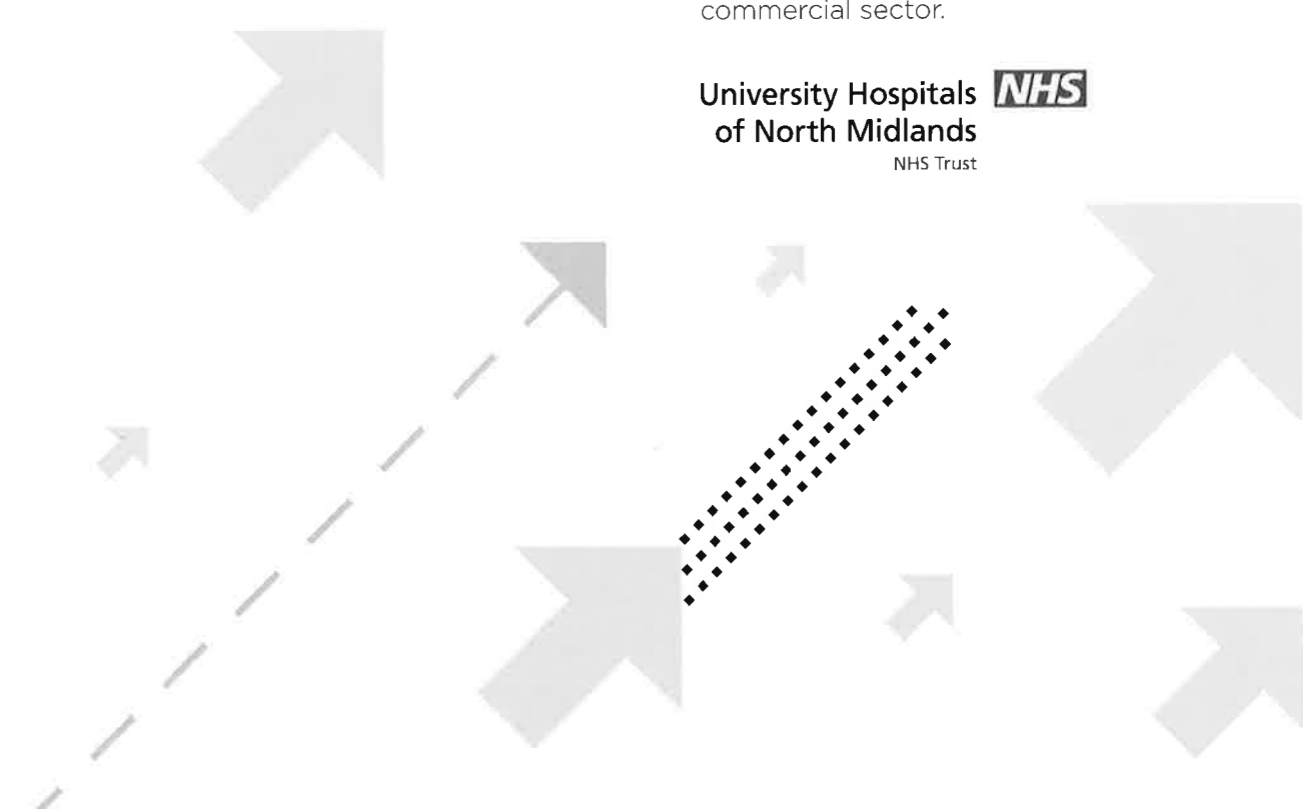 commercial sector.
University Hospitals NHS
of North Midlands
NHS Trust